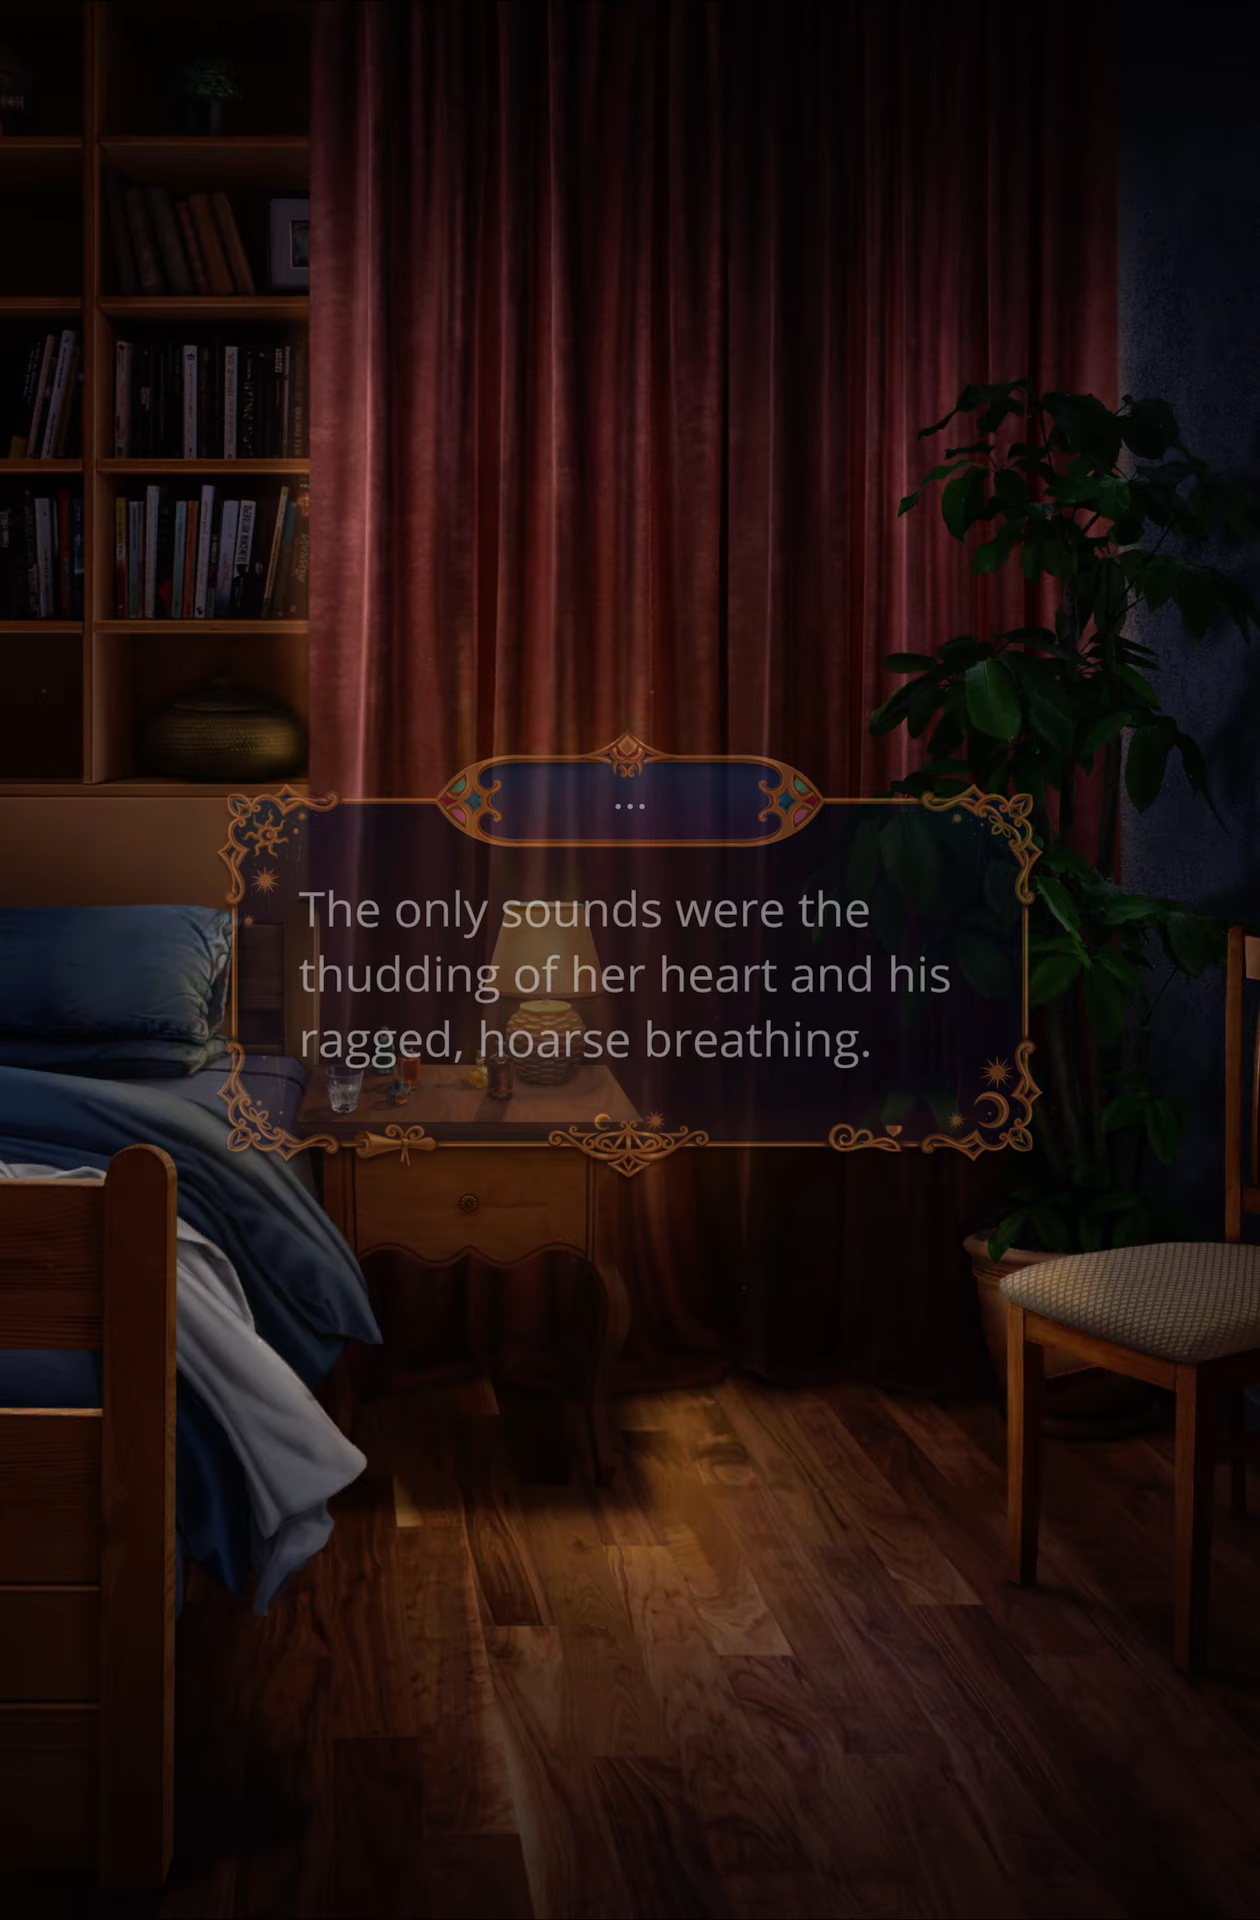 ...
The only sounds were the
thudding of her heart and his
ragged, hoarse breathing.